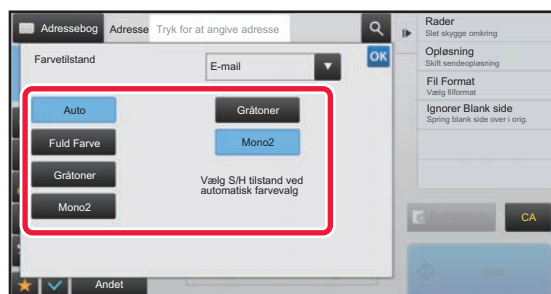 Adressebog
Adresse
Tryk for at angive adresse
Farvetilstand
E-mail
OK
Auto
Fuld Farve
Gråtoner
Mono2
Gråtoner
Mono2
Vælg S/H tilstand ved
automatisk farvevalg
Andet
Rader
Slet skygge omkring
Opløsning
Skift sendeopløsning
Fil Format
Vælg filformat
Ignorer Blank side
Spring blank side over i orig.
CA
Start